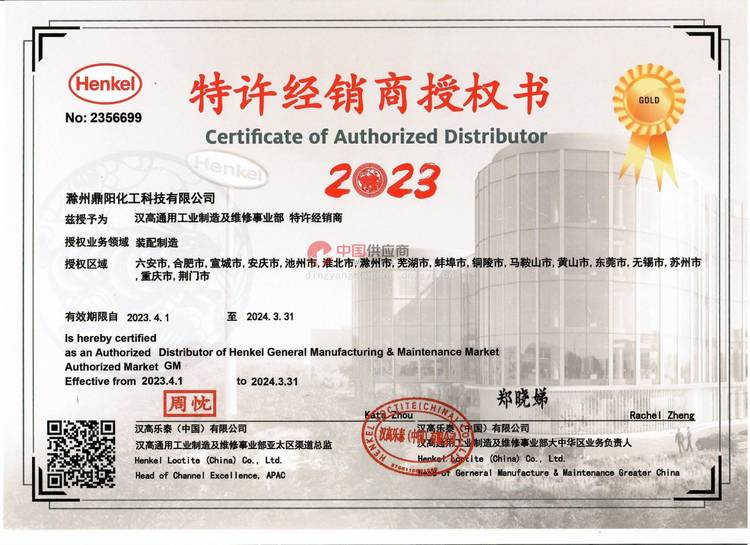 Henkel
No: 2356699
特许经销商授权书
Certificate of Authorized Distributor
2023
GOLD
Henkel
滁州鼎阳化工科技有限公司
兹授予为 汉高通用工业制造及维修事业部 特许经销商
授权业务领域 装配制造
中国供应商
授权区域 六安市,合肥市,宣城市,安庆市,池州市,淮北市,滁州市,芜湖市,蚌埠市,铜陵市,马鞍山市,黄山市,东莞市,无锡市,苏州市
,重庆市,荆门市
有效期限自 2023.4.1 至 2024.3.31
Is hereby certified
as an Authorized Distributor of Henkel General Manufacturing & Maintenance Market
Authorized Market GM
Effective from 2023.4.1 to 2024.3.31
周忱
郑晓娣
Kate Zhou
Rachel Zheng
汉高乐泰（中国）有限公司
汉高通用工业制造及维修事业部亚太区渠道总监
Henkel Loctite (China) Co., Ltd.
Head of Channel Excellence, APAC
汉高乐泰（中国）有限公司
汉高通用工业制造及维修事业部大中华区业务负责人
Henkel Loctite (China) Co., Ltd.
Head of Gerneral Manufacture & Maintenance Greater China